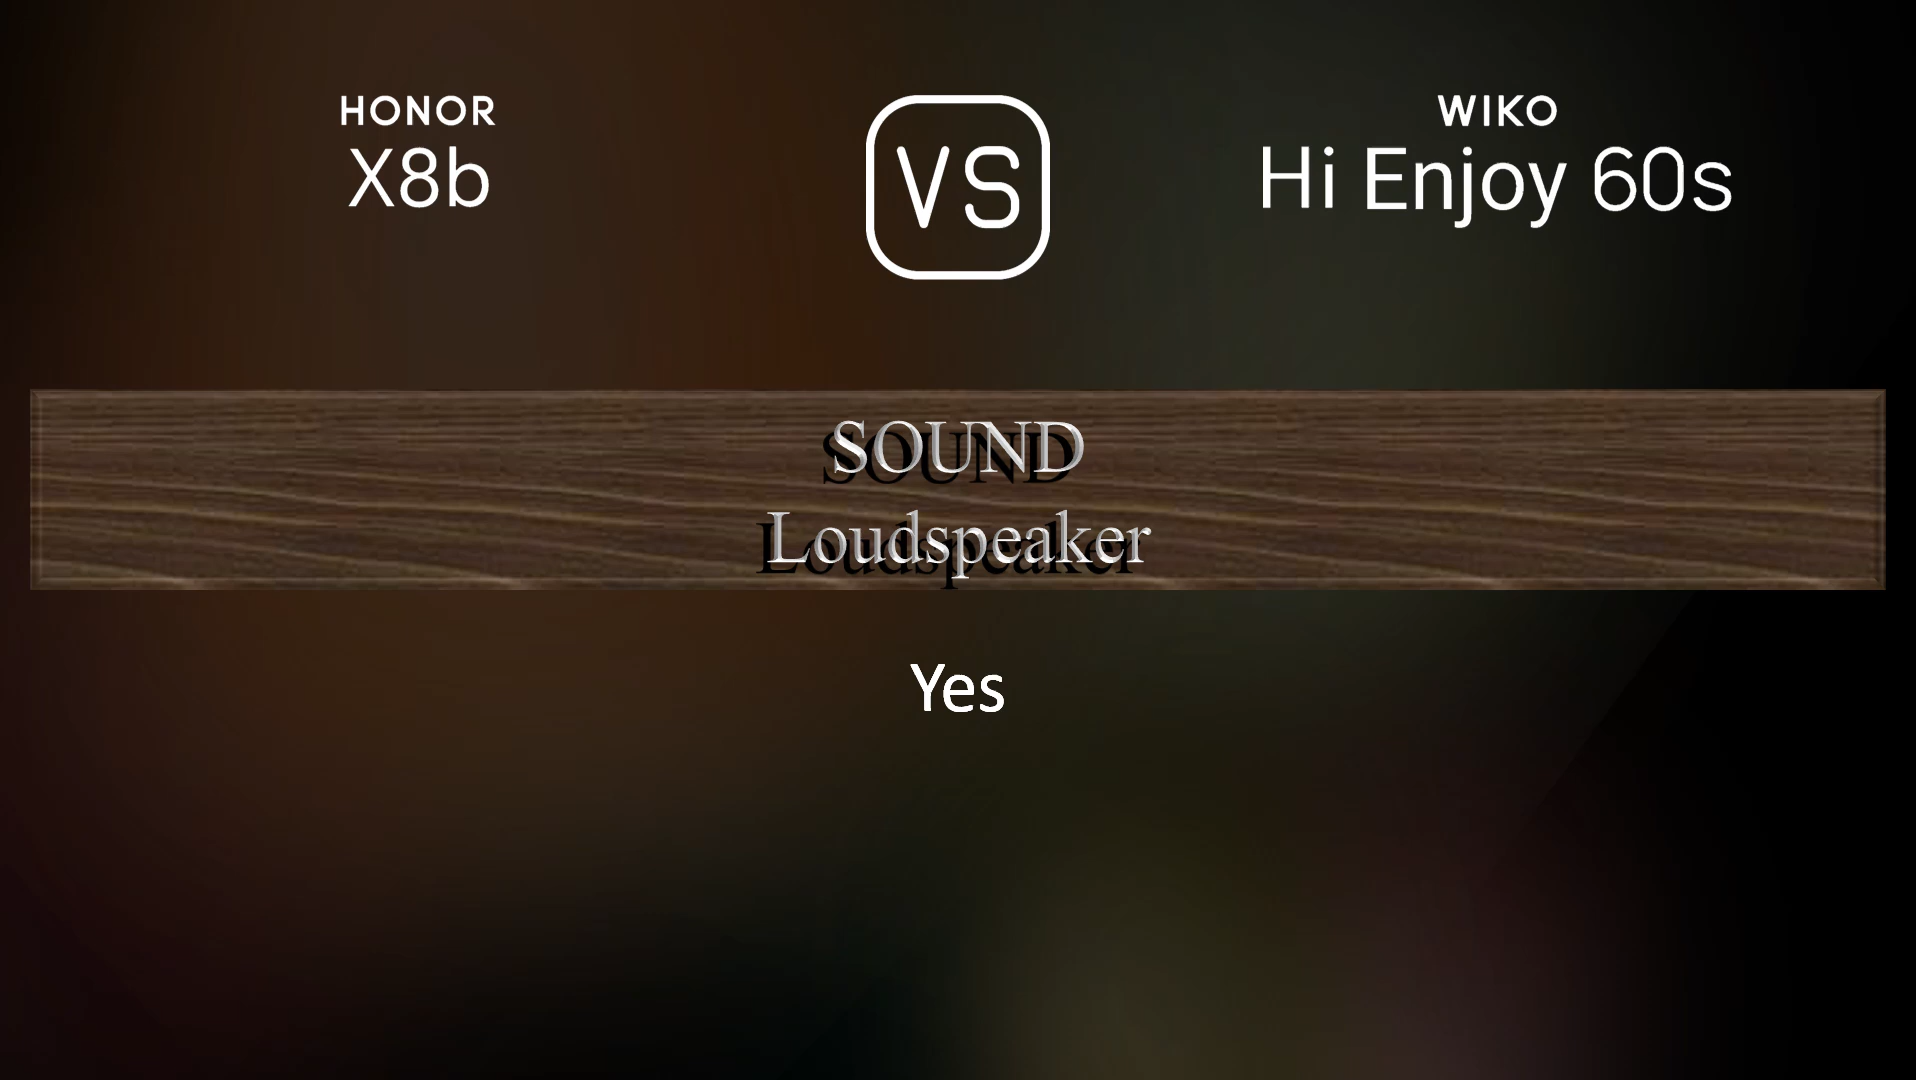 HONOR
X8b
VS
WIKO
Hi Enjoy 60s
SOUND
Loudspeaker
Yes